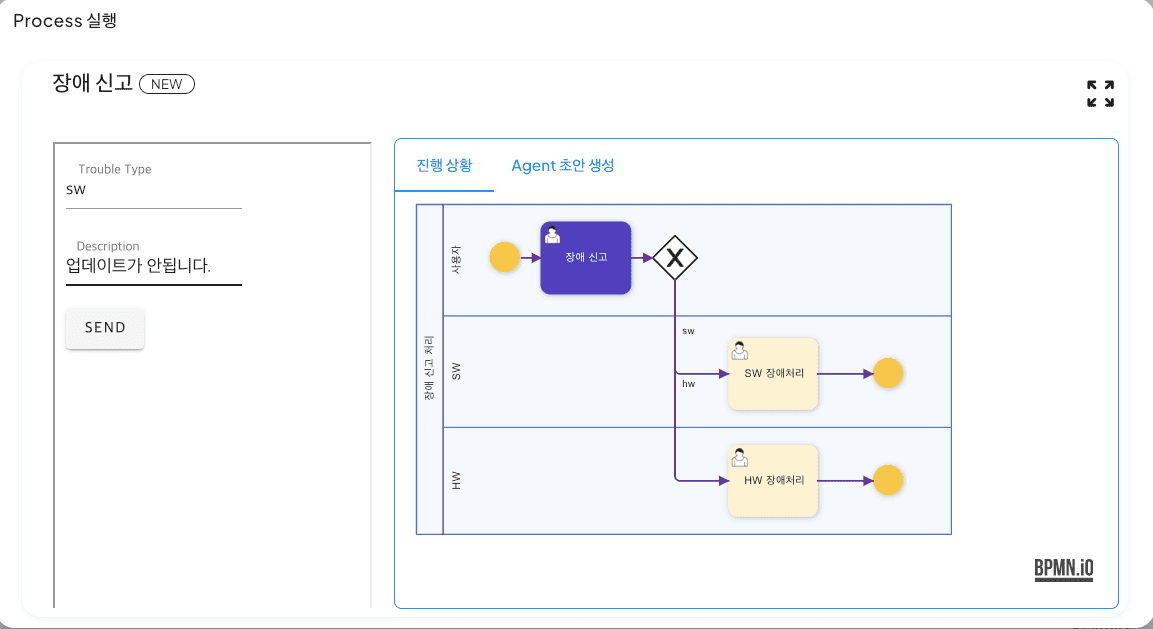 Process 실행
장애 신고 NEW
Trouble Type
sw
Description
업데이트가 안됩니다.
SEND
진행 상황 Agent 초안 생성
장애 신고 처리
사용자
장애 신고
X
SW
sw
SW 장애처리
hw
HW
HW 장애처리
BPMN.iO